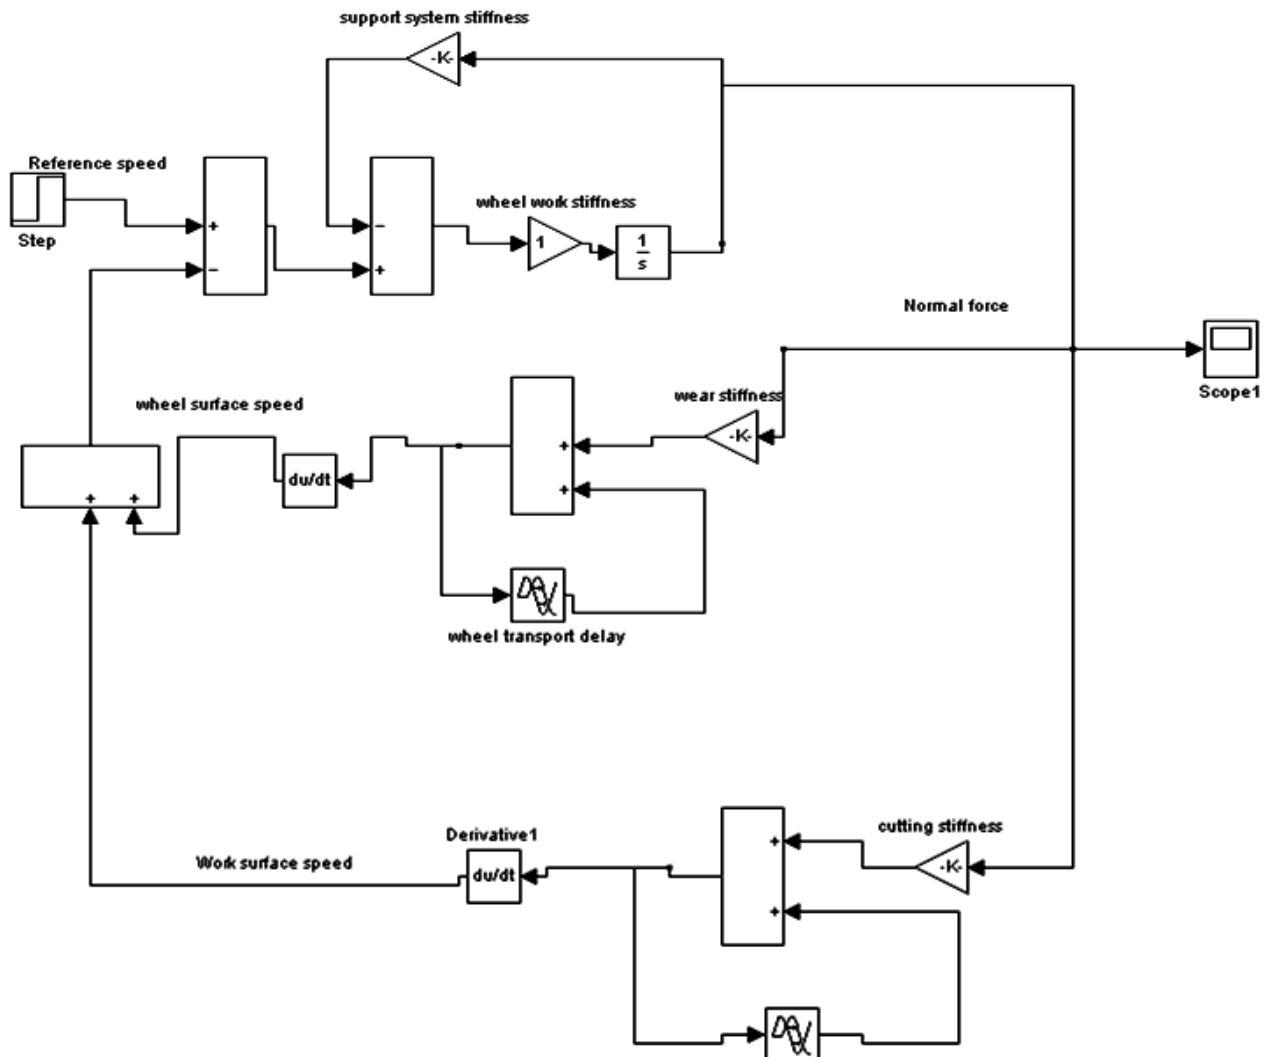 support system stiffness
-K-
Reference speed
+
-
Step
-
+
wheel work stiffness
1
1
s
Normal force
Scope1
wheel surface speed
wear stiffness
-K-
+
+
du/dt
+ +
wheel transport delay
cutting stiffness
-K-
+
+
Derivative1
du/dt
Work surface speed